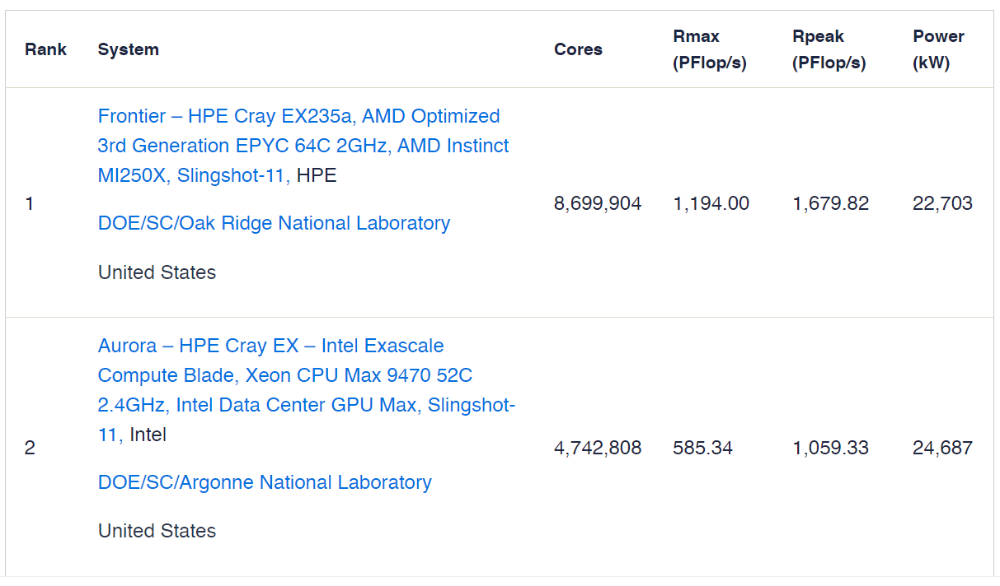 Rank System Cores Rmax (PFlop/s) Rpeak (PFlop/s) Power (kW)
Frontier – HPE Cray EX235a, AMD Optimized
3rd Generation EPYC 64C 2GHz, AMD Instinct
MI250X, Slingshot-11, HPE
1 8,699,904 1,194.00 1,679.82 22,703
DOE/SC/Oak Ridge National Laboratory
United States
Aurora – HPE Cray EX – Intel Exascale
Compute Blade, Xeon CPU Max 9470 52C
2.4GHz, Intel Data Center GPU Max, Slingshot-
11, Intel
2 4,742,808 585.34 1,059.33 24,687
DOE/SC/Argonne National Laboratory
United States